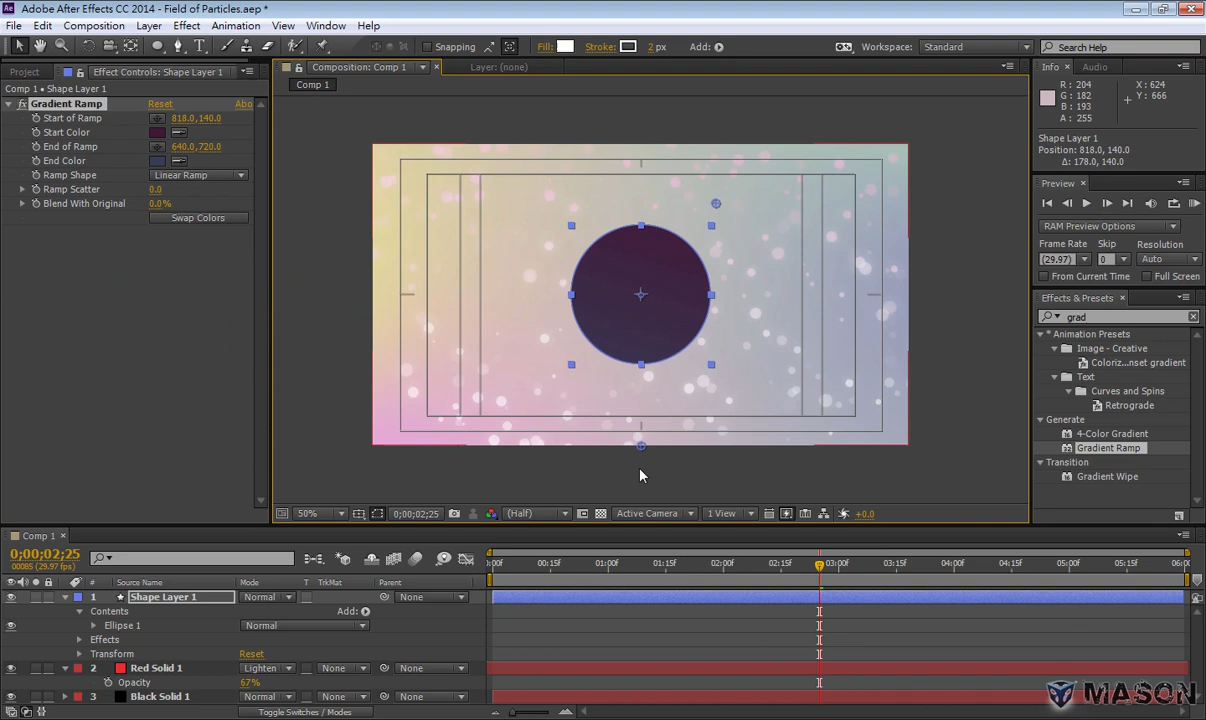 Adobe After Effects CC 2014 - Field of Particles.aep *
File Edit Composition Layer Effect Animation View Window Help
Snapping Fill: Stroke: 2 px Add: Workspace: Standard Search Help
Project Effect Controls: Shape Layer 1 Composition: Comp 1 Layer: (none) Info Audio
Comp 1 • Shape Layer 1
Comp 1
fx Gradient Ramp Reset Abo
Start of Ramp 818.0,140.0
Start Color
End of Ramp 640.0,720.0
End Color
Ramp Shape Linear Ramp
Ramp Scatter 0.0
Blend With Original 0.0%
Swap Colors
R : 204 X : 624
G : 182 Y : 666
B : 193
A : 255
Shape Layer 1
Position: 818.0, 140.0
Δ: 178.0, 140.0
Preview
RAM Preview Options
Frame Rate Skip Resolution
(29.97) 0 Auto
From Current Time Full Screen
Effects & Presets
grad
* Animation Presets
Image - Creative
Coloriz...nset gradient
Text
Curves and Spins
Retrograde
Generate
4-Color Gradient
Gradient Ramp
Transition
Gradient Wipe
50% 0;00;02;25 (Half) Active Camera 1 View +0.0
Comp 1
0;00;02;25
00085 (29.97 fps)
:00f 00:15f 01:00f 01:15f 02:00f 02:15f 03:00f 03:15f 04:00f 04:15f 05:00f 05:15f 06:0
# Source Name Mode T TrkMat Parent
1 Shape Layer 1 Normal None
Contents Add:
Ellipse 1 Normal
Effects
Transform Reset
2 Red Solid 1 Lighten None None
Opacity 67%
3 Black Solid 1 Normal None None
Toggle Switches / Modes
MASON